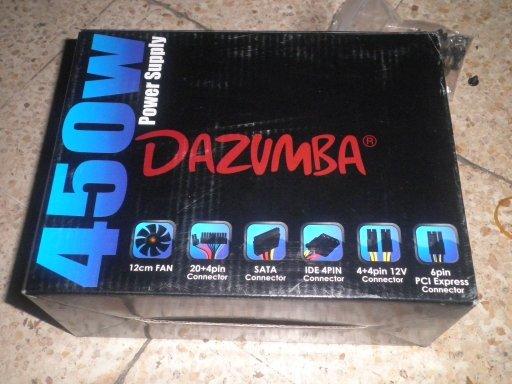 450W
Power Supply
DAZUMBA®
12cm FAN
20+4pin
Connector
SATA
Connector
IDE 4PIN
Connector
4+4pin 12V
Connector
6pin
PCI Express
Connector